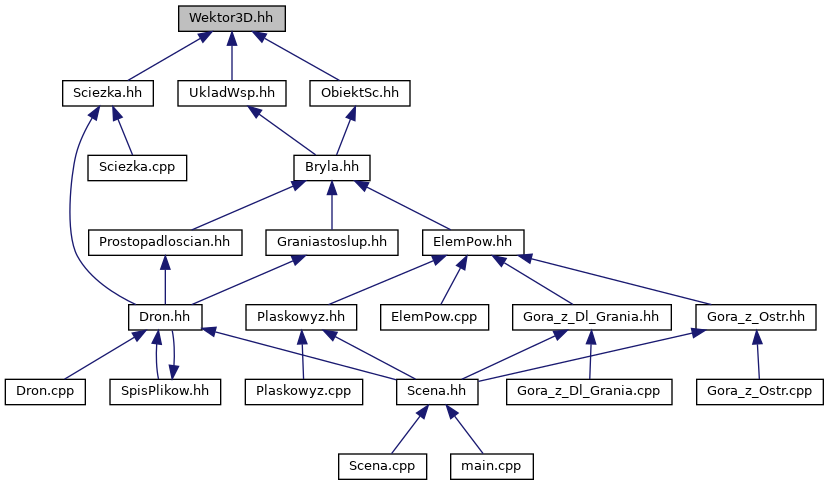 Wektor3D.hh
Sciezka.hh
UkladWsp.hh
ObiektSc.hh
Sciezka.cpp
Bryla.hh
Prostopadloscian.hh
Graniastoslup.hh
ElemPow.hh
Dron.hh
Plaskowyz.hh
ElemPow.cpp
Gora_z_Dl_Grania.hh
Gora_z_Ostr.hh
Dron.cpp
SpisPlikow.hh
Plaskowyz.cpp
Scena.hh
Gora_z_Dl_Grania.cpp
Gora_z_Ostr.cpp
Scena.cpp
main.cpp